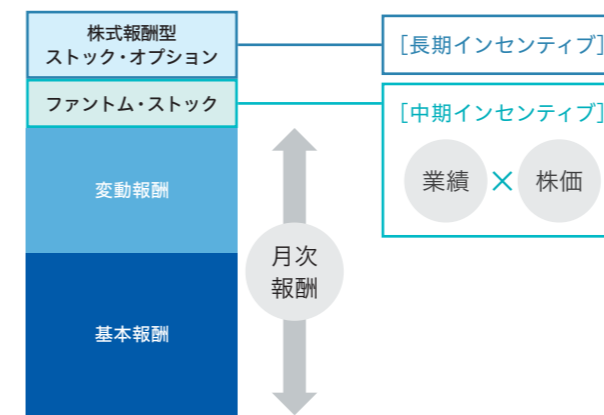 株式報酬型
ストック・オプション
[長期インセンティブ]
ファントム・ストック
[中期インセンティブ]
業績 × 株価
変動報酬
月次
報酬
基本報酬